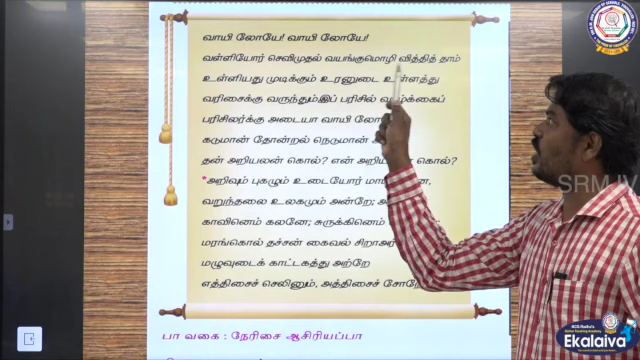 வாயி லோயே! வாயி லோயே!
வள்ளியோர் செவிமுதல் வயங்குமொழி வித்தித் தாம்
உள்ளியது முடிக்கும் உரனுடை உள்ளத்து
வரிசைக்கு வருந்தும்இப் பரிசில் வாழ்க்கைப்
பரிசிலர்க்கு அடையா வாயி லோயே
கடுமான் தோன்றல் நெடுமான்
தன் அறியலன் கொல்? என் அறியலன் கொல்?
*அறிவும் புகழும் உடையோர்
வறுந்தலை உலகமும் அன்றே;
காவினெம் கலனே; சுருக்கினெம்
மரங்கொல் தச்சன் கைவல் சிறாஅர்
மழுவுடைக் காட்டகத்து அற்றே
எத்திசைச் செலினும், அத்திசைச் சோறே
பா வகை : நேரிசை ஆசிரியப்பா
SRM IV
Ekalaiva